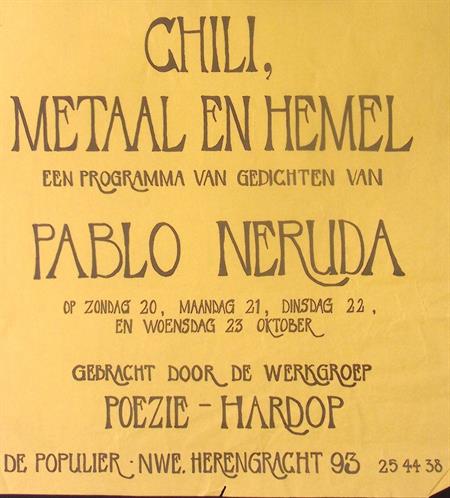 CHILI,
METAAL EN HEMEL
EEN PROGRAMMA VAN GEDICHTEN VAN
PABLO NERUDA
OP ZONDAG 20, MAANDAG 21, DINSDAG 22,
EN WOENSDAG 23 OKTOBER
GEBRACHT DOOR DE WERKGROEP
POEZIE - HARDOP
DE POPULIER · NWE. HERENGRACHT 93 25 44 38